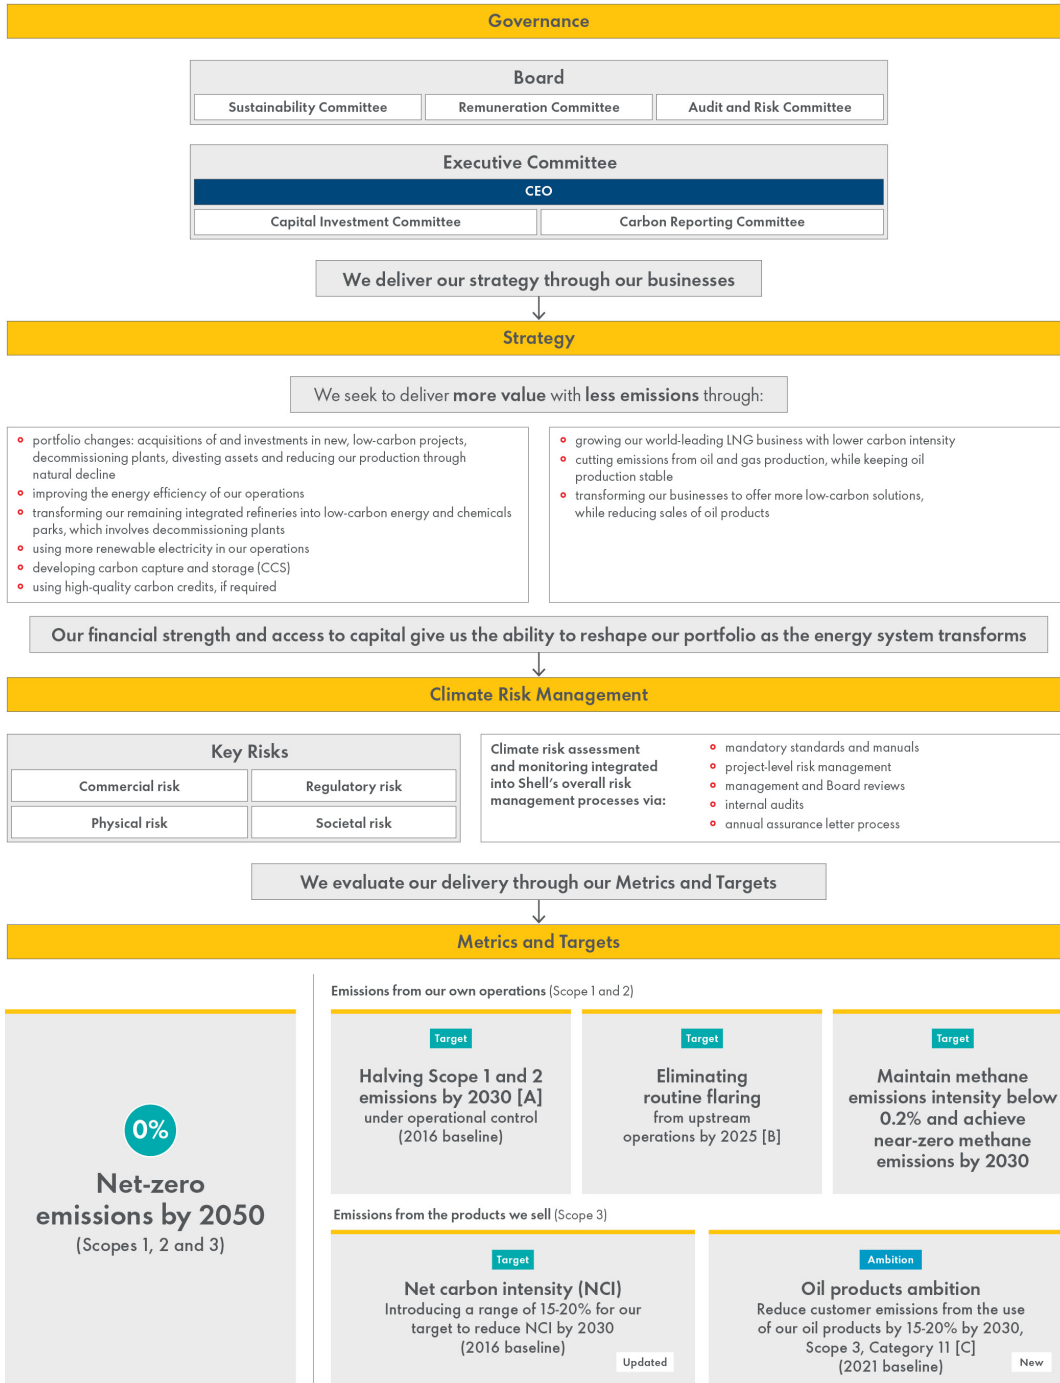 Governance
Board
Sustainability Committee
Remuneration Committee
Audit and Risk Committee
Executive Committee
CEO
Capital Investment Committee
Carbon Reporting Committee
We deliver our strategy through our businesses
Strategy
We seek to deliver more value with less emissions through:
portfolio changes: acquisitions of and investments in new, low-carbon projects,
decommissioning plants, divesting assets and reducing our production through
natural decline
improving the energy efficiency of our operations
transforming our remaining integrated refineries into low-carbon energy and chemicals
parks, which involves decommissioning plants
using more renewable electricity in our operations
developing carbon capture and storage (CCS)
using high-quality carbon credits, if required
growing our world-leading LNG business with lower carbon intensity
cutting emissions from oil and gas production, while keeping oil
production stable
transforming our businesses to offer more low-carbon solutions,
while reducing sales of oil products
Our financial strength and access to capital give us the ability to reshape our portfolio as the energy system transforms
Climate Risk Management
Key Risks
Commercial risk
Regulatory risk
Physical risk
Societal risk
Climate risk assessment
and monitoring integrated
into Shell's overall risk
management processes via:
mandatory standards and manuals
project-level risk management
management and Board reviews
internal audits
annual assurance letter process
We evaluate our delivery through our Metrics and Targets
Metrics and Targets
0%
Net-zero
emissions by 2050
(Scopes 1, 2 and 3)
Emissions from our own operations (Scope 1 and 2)
Target
Halving Scope 1 and 2
emissions by 2030 [A]
under operational control
(2016 baseline)
Target
Eliminating
routine flaring
from upstream
operations by 2025 [B]
Target
Maintain methane
emissions intensity below
0.2% and achieve
near-zero methane
emissions by 2030
Emissions from the products we sell (Scope 3)
Target
Net carbon intensity (NCI)
Introducing a range of 15-20% for our
target to reduce NCI by 2030
(2016 baseline)
Updated
Ambition
Oil products ambition
Reduce customer emissions from the use
of our oil products by 15-20% by 2030,
Scope 3, Category 11 [C]
(2021 baseline)
New